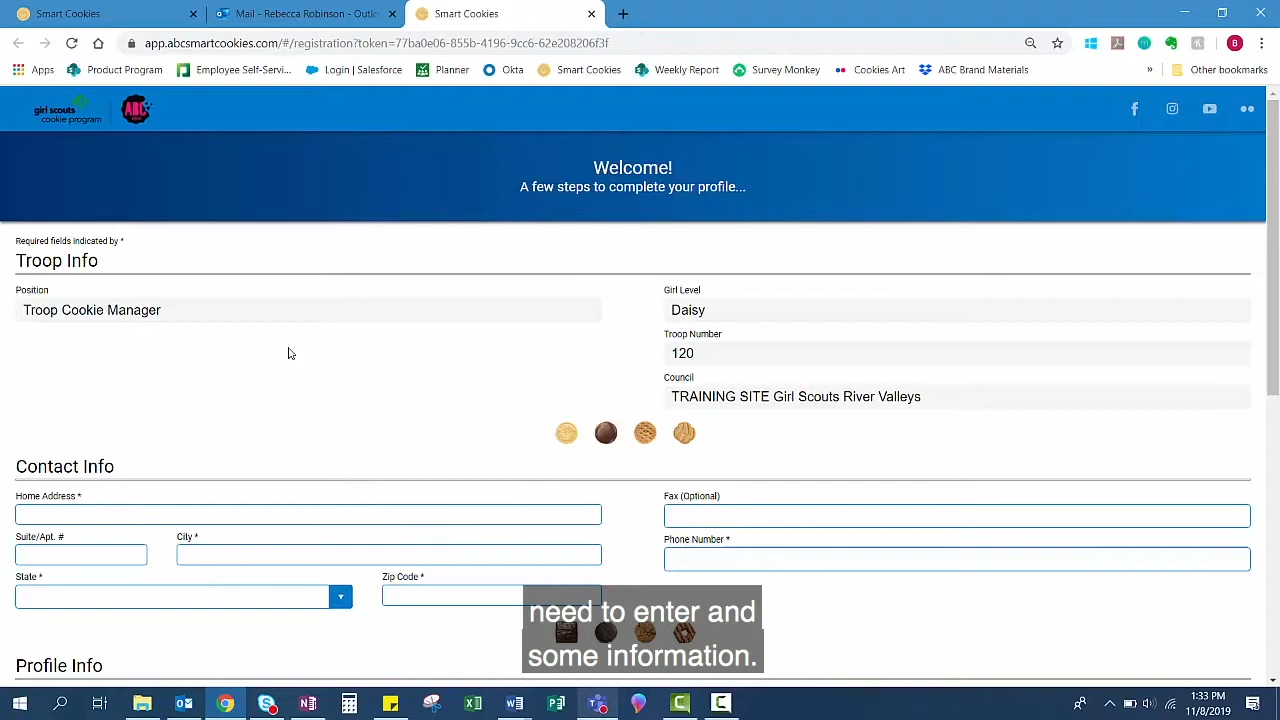 Smart Cookies
Mail - Rebecca Robinson - Outlo
Smart Cookies
app.abcsmartcookies.com/#/registration?token=77ba0e0c-855b-4196-9cc6-62e208206f3f
B
Apps
Product Program
Employee Self-Servi...
Login | Salesforce
Planner
Okta
Smart Cookies
Weekly Report
Survey Monkey
Cookies Art
ABC Brand Materials
»
Other bookmarks
girl scouts
cookie program
ABC
Welcome!
A few steps to complete your profile...
Required fields indicated by *
Troop Info
Position
Troop Cookie Manager
Girl Level
Daisy
Troop Number
120
Council
TRAINING SITE Girl Scouts River Valleys
Contact Info
Home Address *
Fax (Optional)
Suite/Apt. #
City *
Phone Number *
State *
Zip Code *
need to enter and
some information.
Profile Info
1:33 PM
11/8/2019